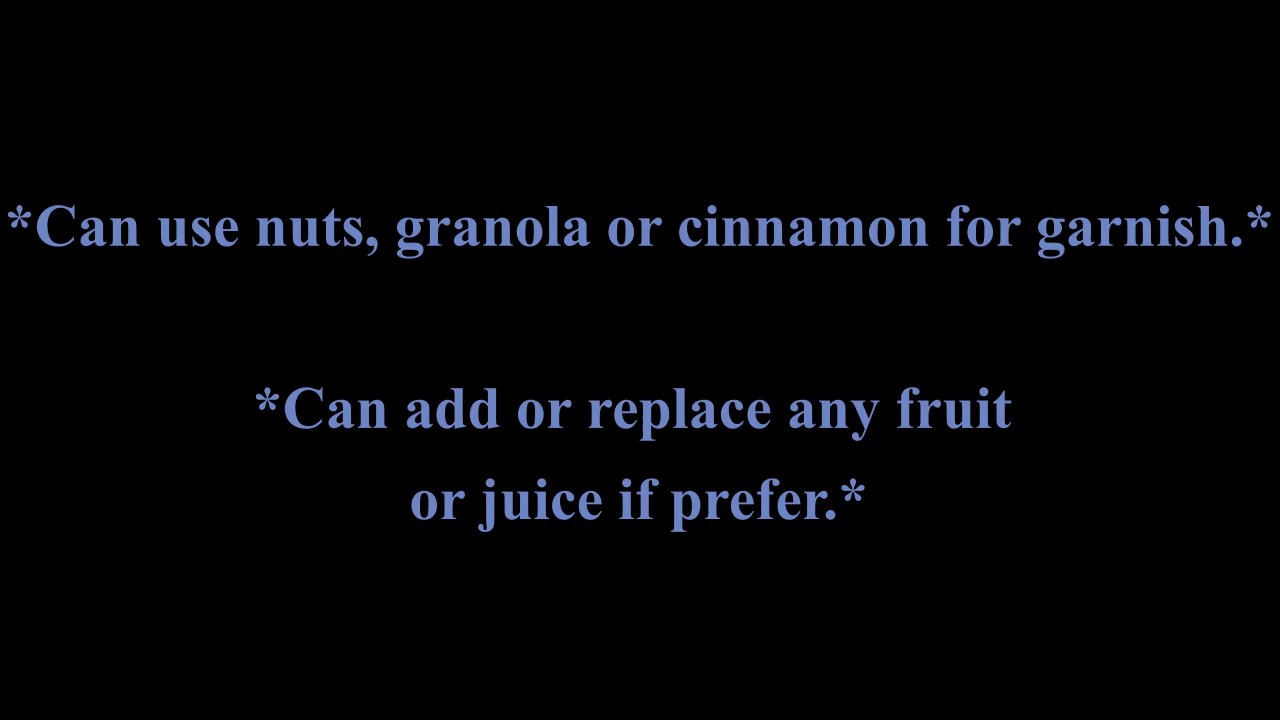 *Can use nuts, granola or cinnamon for garnish.*
*Can add or replace any fruit
or juice if prefer.*